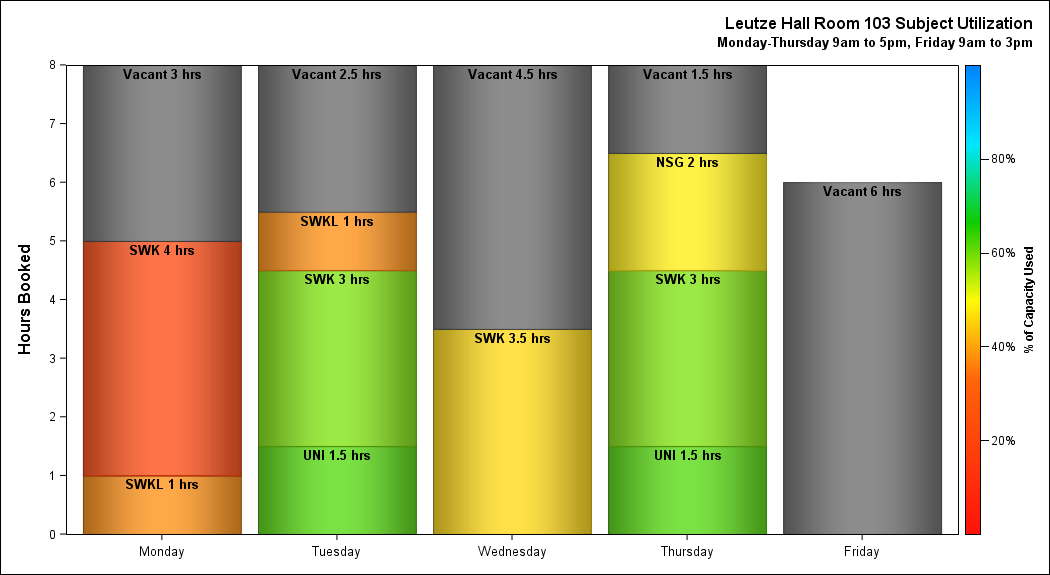 Leutze Hall Room 103 Subject Utilization
Monday-Thursday 9am to 5pm, Friday 9am to 3pm
Hours Booked
8
7
6
5
4
3
2
1
0
Vacant 3 hrs
SWK 4 hrs
SWKL 1 hrs
Vacant 2.5 hrs
SWKL 1 hrs
SWK 3 hrs
UNI 1.5 hrs
Vacant 4.5 hrs
SWK 3.5 hrs
Vacant 1.5 hrs
NSG 2 hrs
SWK 3 hrs
UNI 1.5 hrs
Vacant 6 hrs
Monday
Tuesday
Wednesday
Thursday
Friday
80%
60%
40%
20%
% of Capacity Used